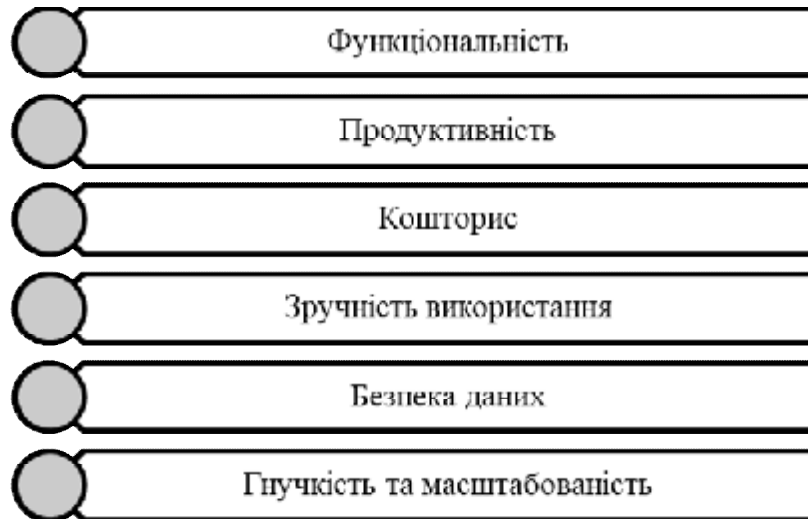 Функціональність
Продуктивність
Кошторис
Зручність використання
Безпека даних
Гнучкість та масштабованість